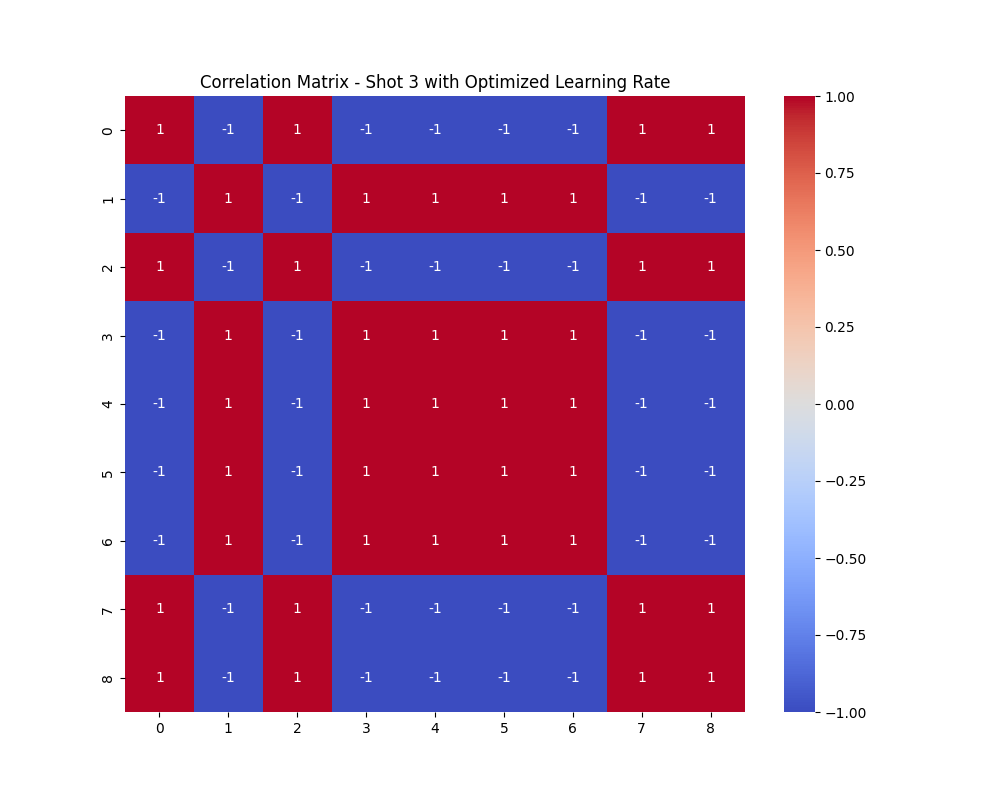 Correlation Matrix - Shot 3 with Optimized Learning Rate
0 1 -1 1 -1 -1 -1 -1 1 1
1 -1 1 -1 1 1 1 1 -1 -1
2 1 -1 1 -1 -1 -1 -1 1 1
3 -1 1 -1 1 1 1 1 -1 -1
4 -1 1 -1 1 1 1 1 -1 -1
5 -1 1 -1 1 1 1 1 -1 -1
6 -1 1 -1 1 1 1 1 -1 -1
7 1 -1 1 -1 -1 -1 -1 1 1
8 1 -1 1 -1 -1 -1 -1 1 1
0 1 2 3 4 5 6 7 8
1.00
0.75
0.50
0.25
0.00
−0.25
−0.50
−0.75
−1.00